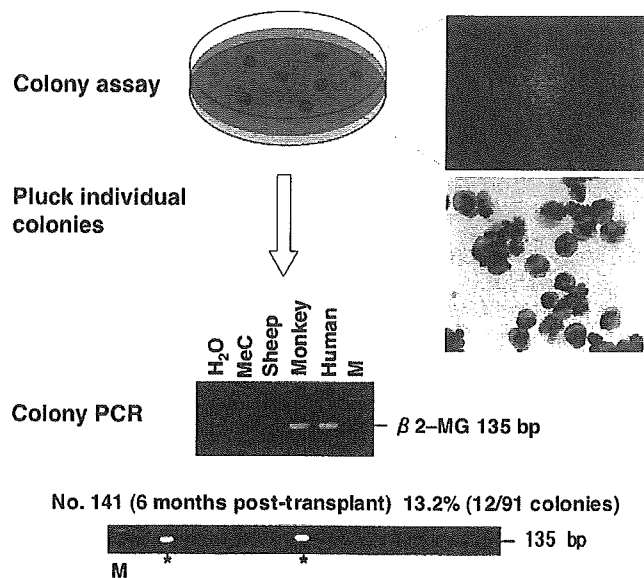 Colony assay
Pluck individual
colonies
H₂O
MeC
Sheep
Monkey
Human
M
Colony PCR
β2–MG 135 bp
No. 141 (6 months post-transplant) 13.2% (12/91 colonies)
135 bp
M
*
*